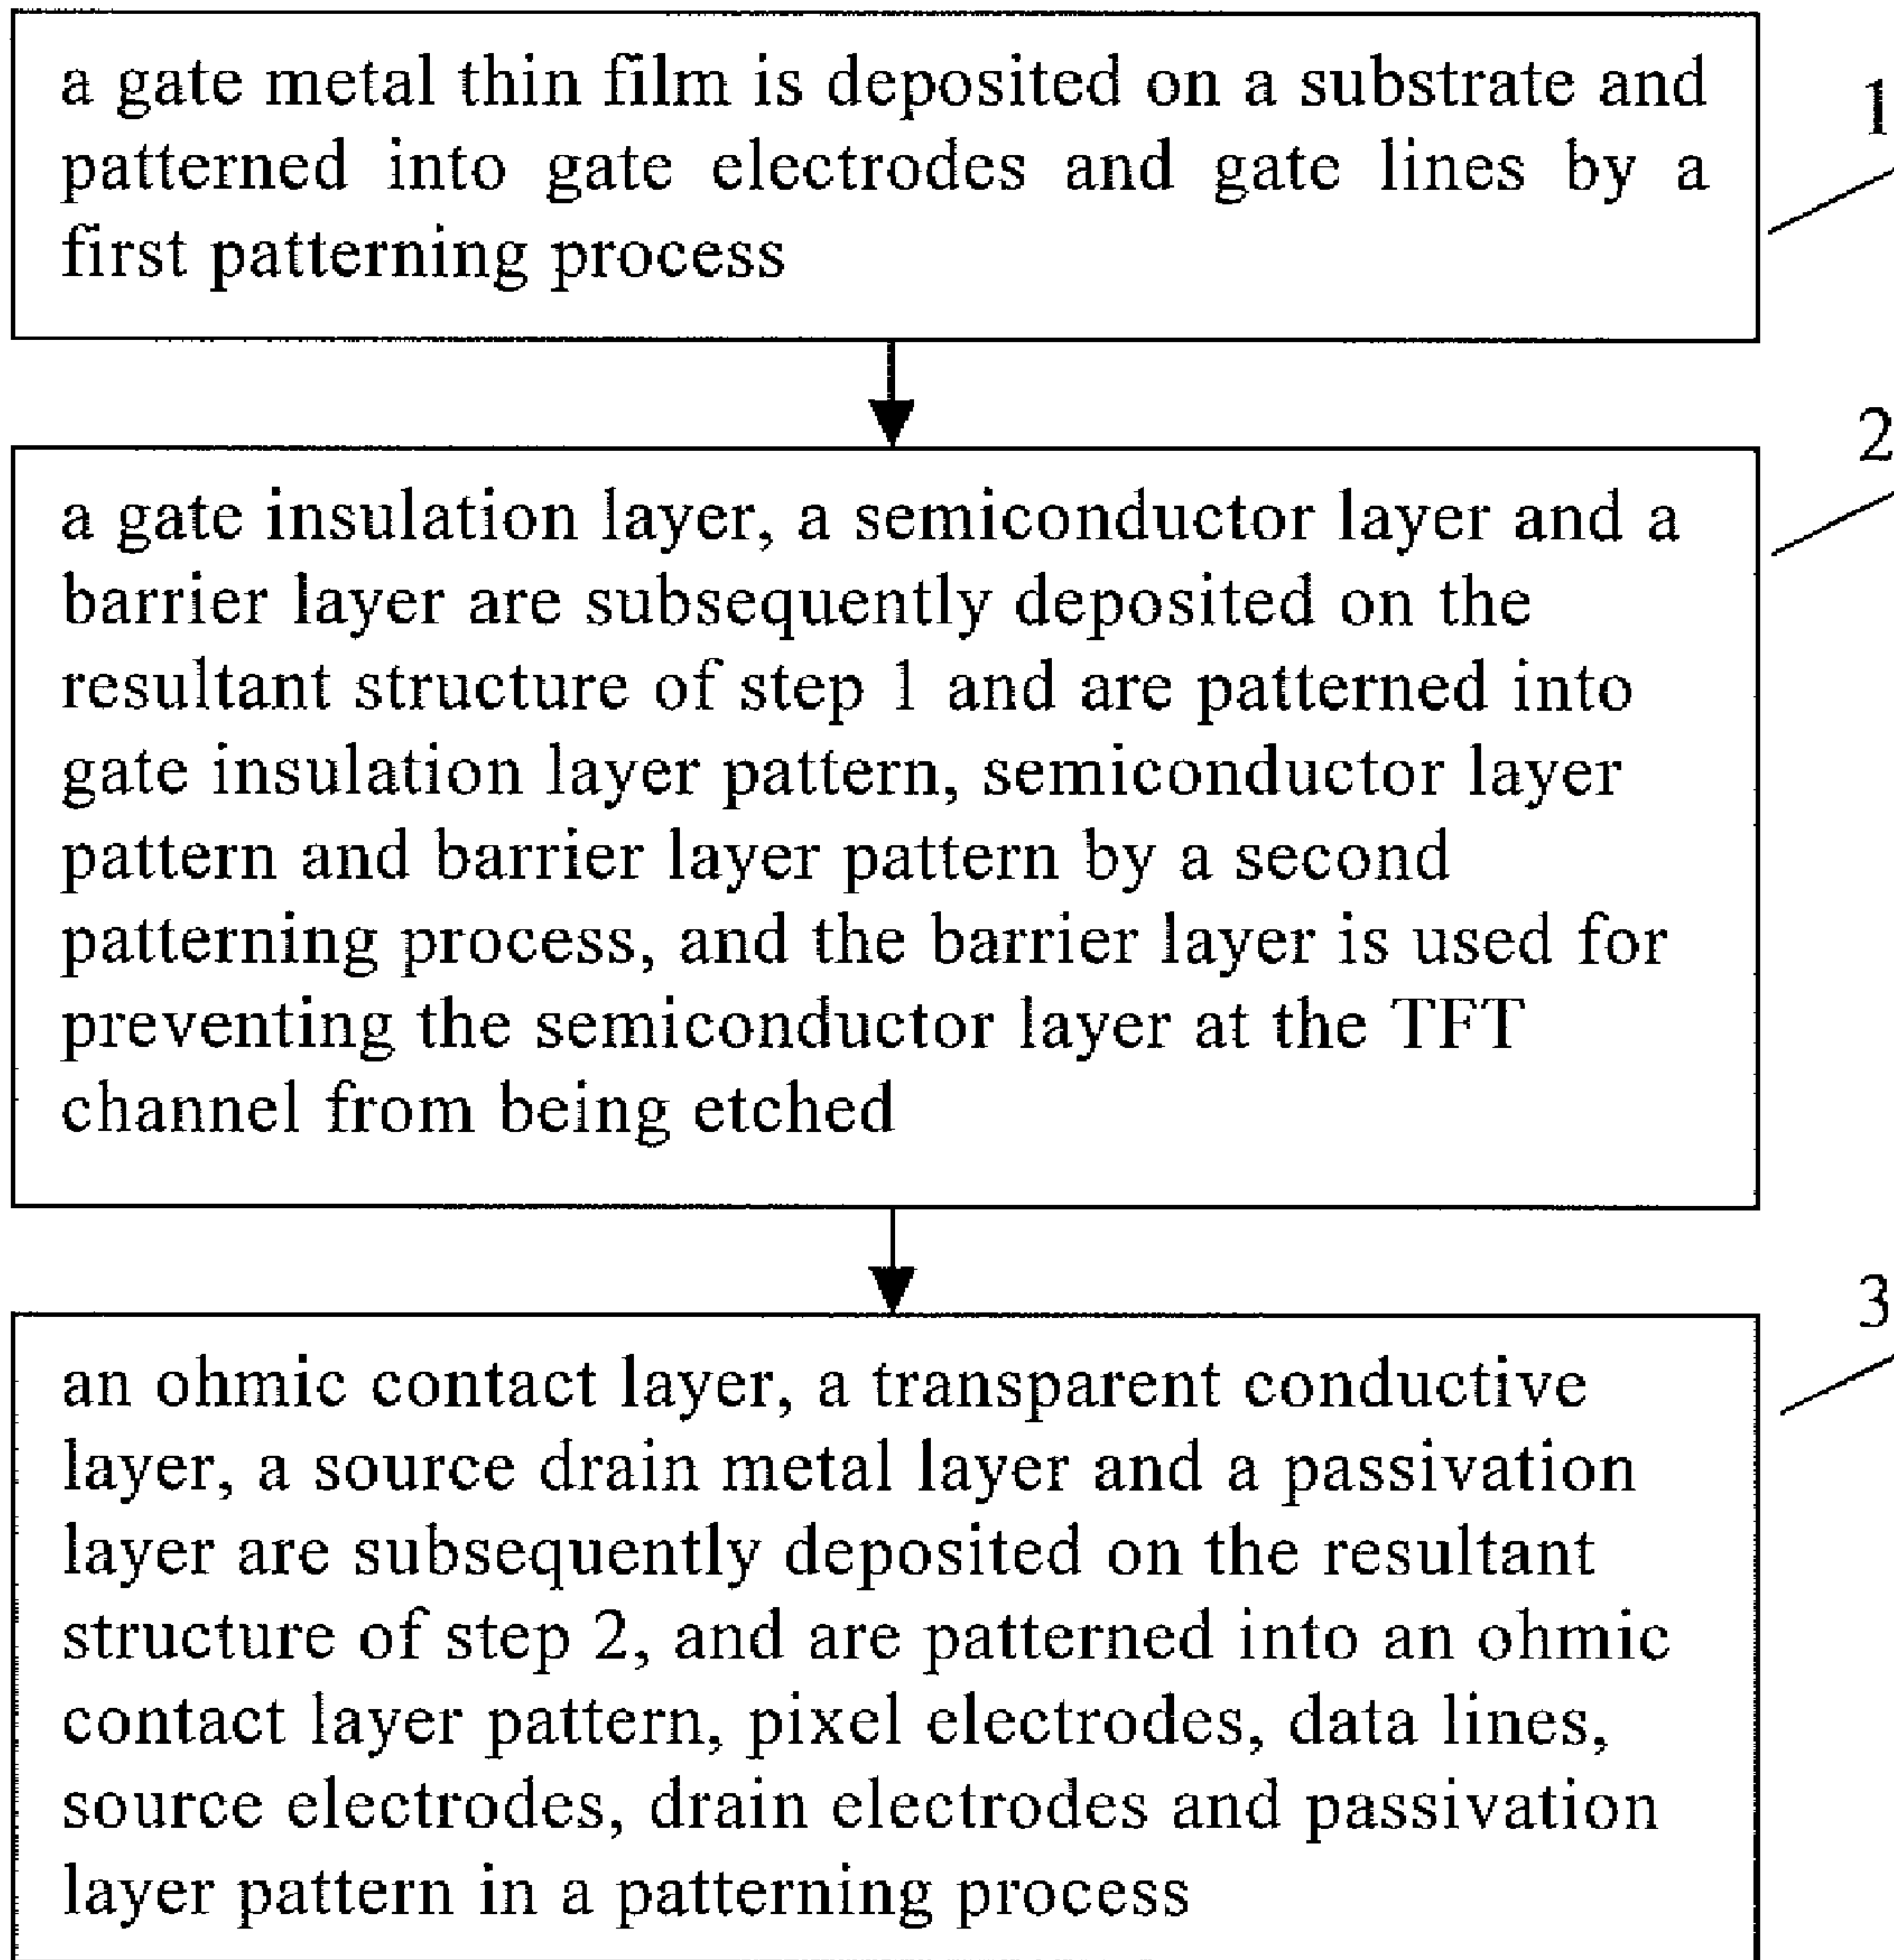 a gate metal thin film is deposited on a substrate and
patterned into gate electrodes and gate lines by a
first patterning process
1
2
a gate insulation layer, a semiconductor layer and a
barrier layer are subsequently deposited on the
resultant structure of step 1 and are patterned into
gate insulation layer pattern, semiconductor layer
pattern and barrier layer pattern by a second
patterning process, and the barrier layer is used for
preventing the semiconductor layer at the TFT
channel from being etched
3
an ohmic contact layer, a transparent conductive
layer, a source drain metal layer and a passivation
layer are subsequently deposited on the resultant
structure of step 2, and are patterned into an ohmic
contact layer pattern, pixel electrodes, data lines,
source electrodes, drain electrodes and passivation
layer pattern in a patterning process